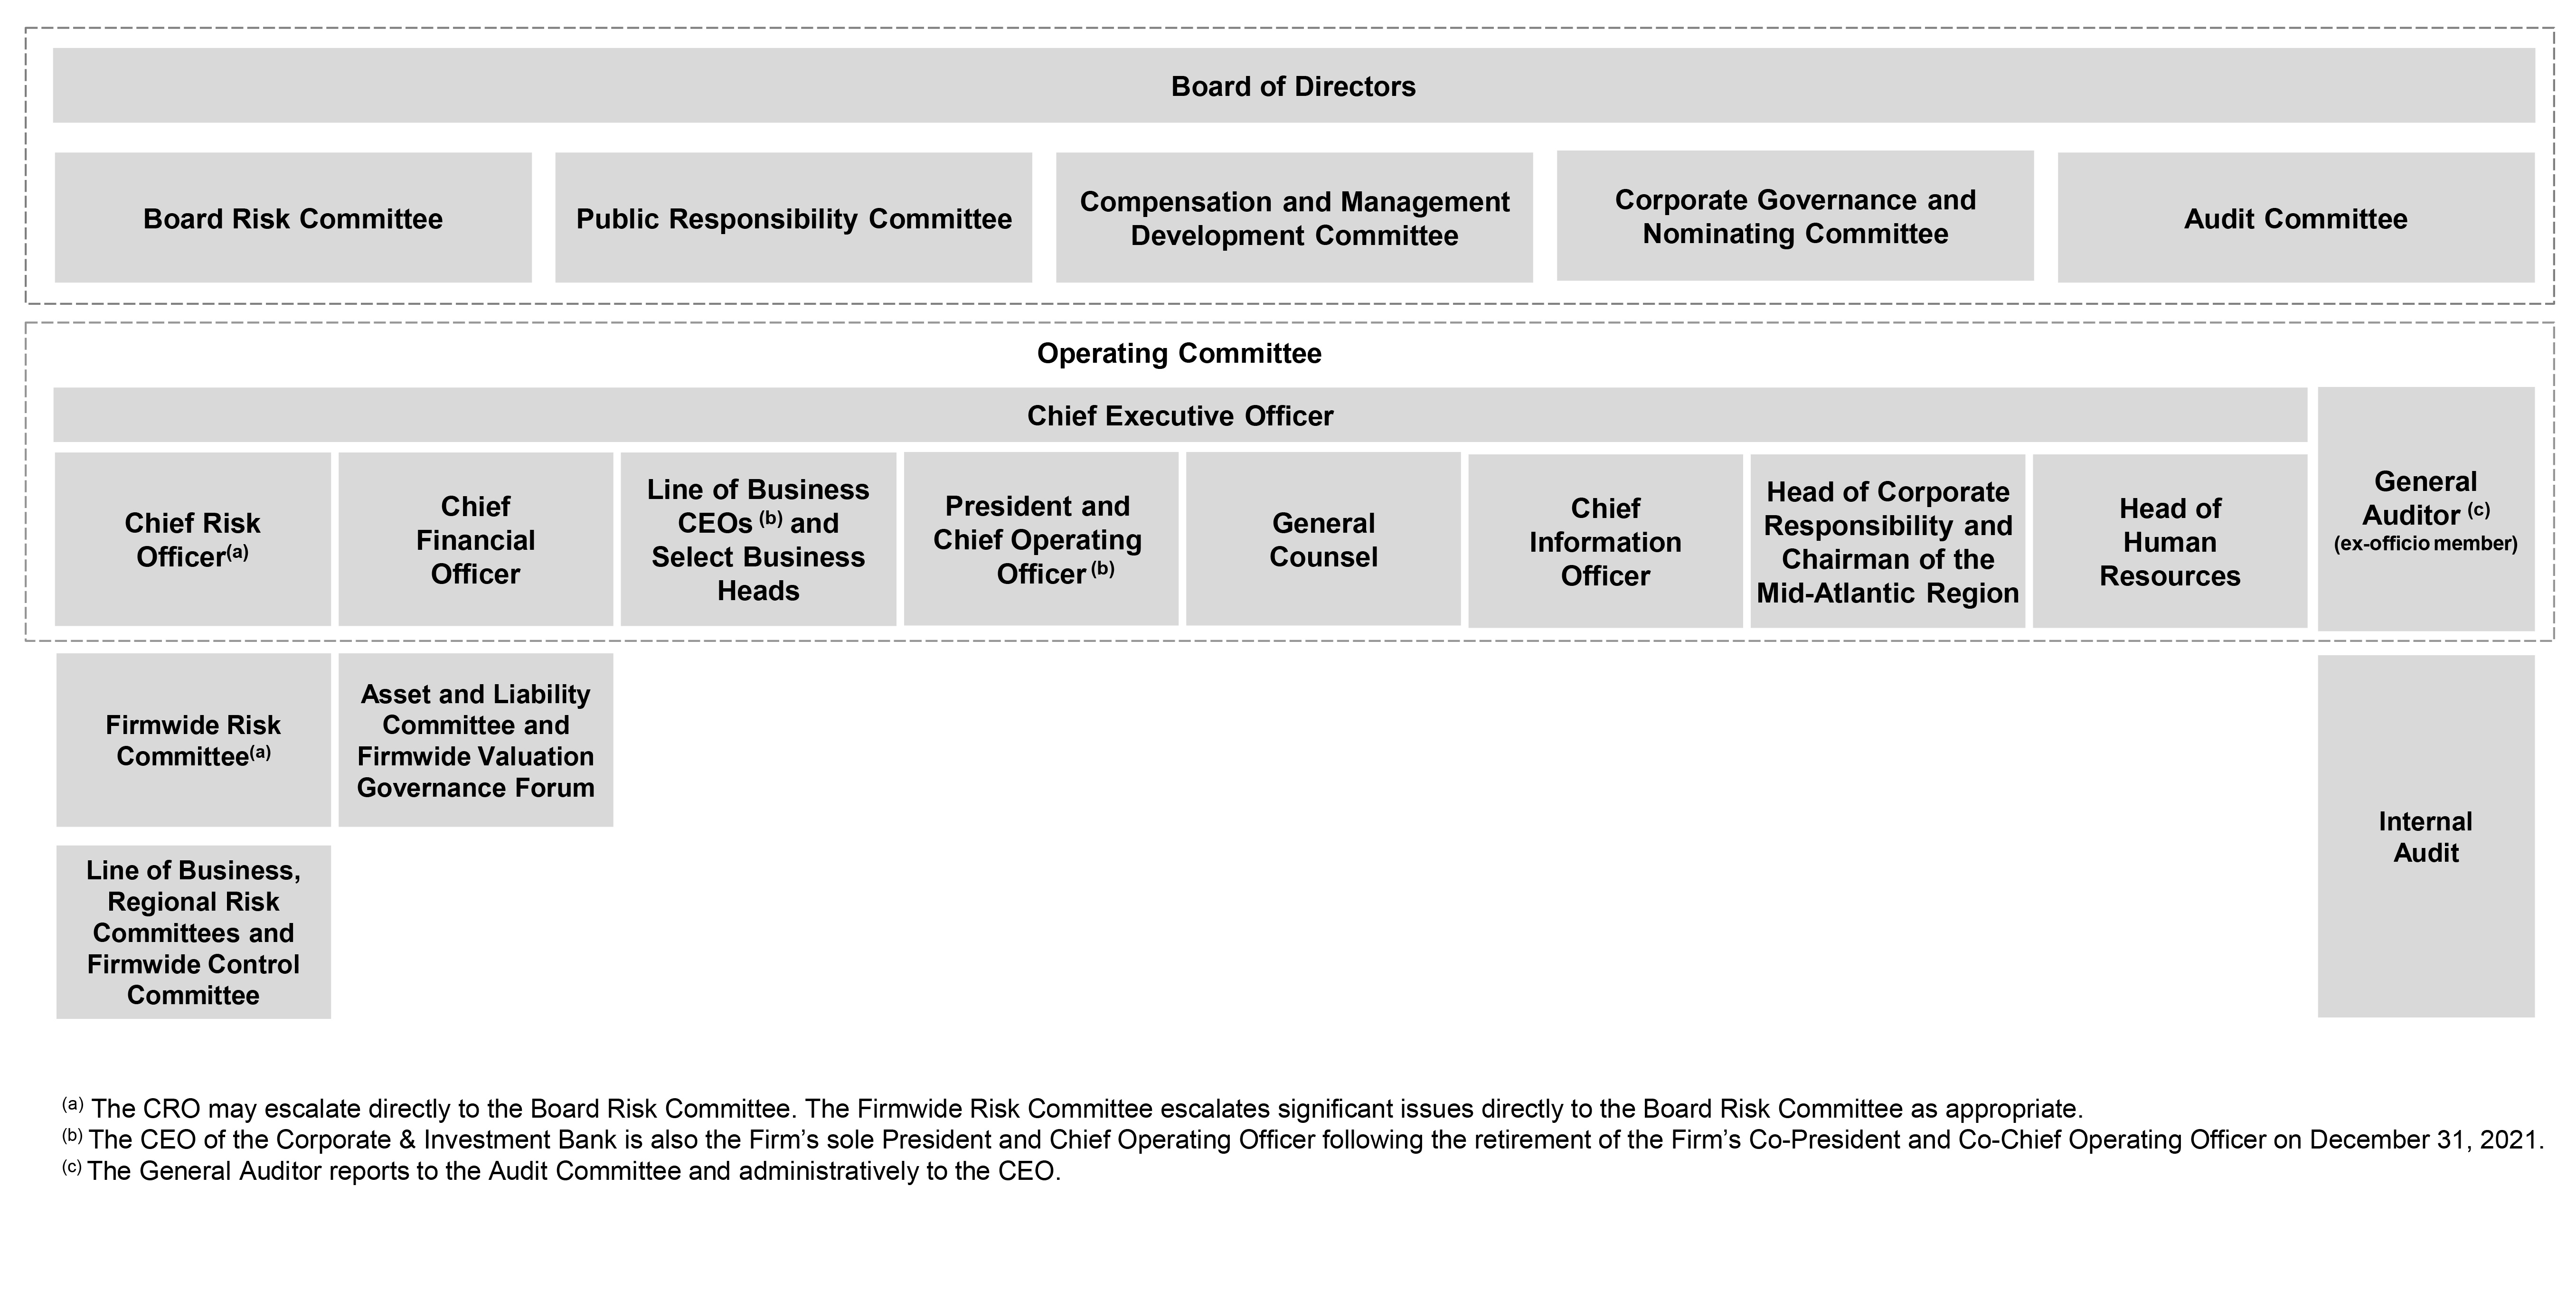 Board of Directors
Board Risk Committee
Public Responsibility Committee
Compensation and Management
Development Committee
Corporate Governance and
Nominating Committee
Audit Committee
Operating Committee
Chief Executive Officer
Chief Risk
Officer(a)
Chief
Financial
Officer
Line of Business
CEOs (b) and
Select Business
Heads
President and
Chief Operating
Officer (b)
General
Counsel
Chief
Information
Officer
Head of Corporate
Responsibility and
Chairman of the
Mid-Atlantic Region
Head of
Human
Resources
General
Auditor (c)
(ex-officio member)
Firmwide Risk
Committee(a)
Asset and Liability
Committee and
Firmwide Valuation
Governance Forum
Line of Business,
Regional Risk
Committees and
Firmwide Control
Committee
Internal
Audit
(a) The CRO may escalate directly to the Board Risk Committee. The Firmwide Risk Committee escalates significant issues directly to the Board Risk Committee as appropriate.
(b) The CEO of the Corporate & Investment Bank is also the Firm’s sole President and Chief Operating Officer following the retirement of the Firm’s Co-President and Co-Chief Operating Officer on December 31, 2021.
(c) The General Auditor reports to the Audit Committee and administratively to the CEO.